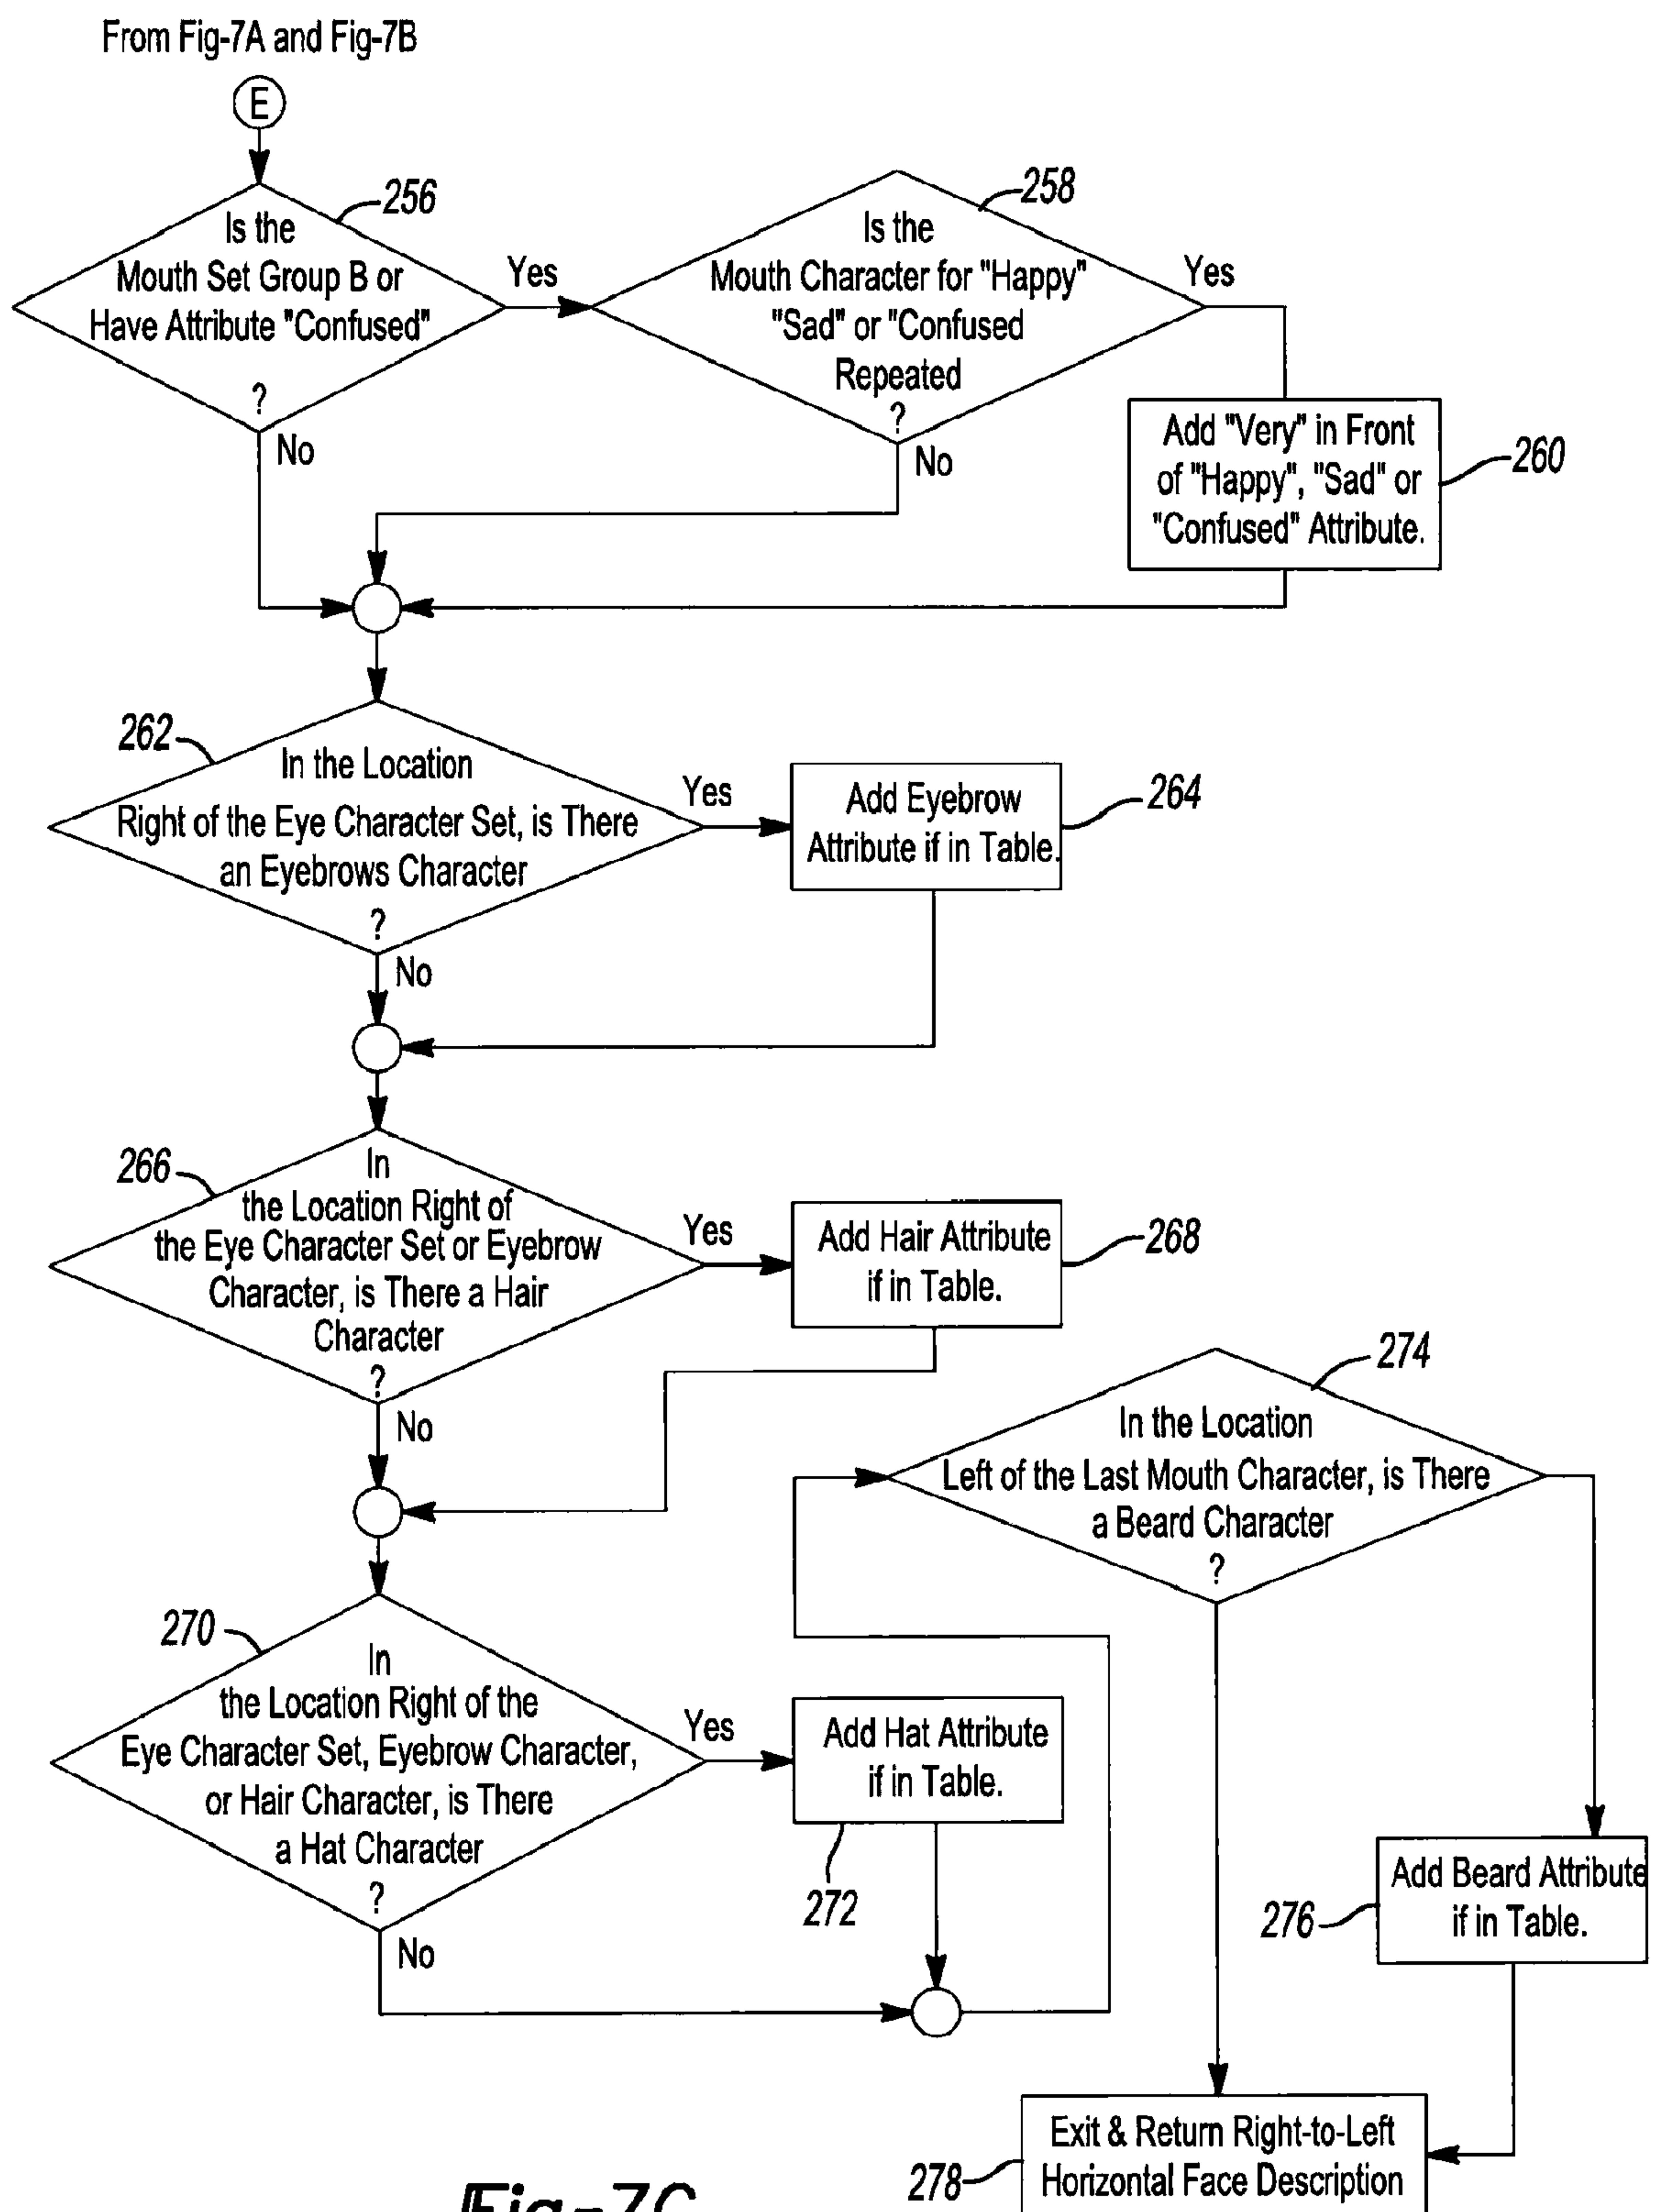 From Fig-7A and Fig-7B
E
256
Is the
Mouth Set Group B or
Have Attribute "Confused"
?
Yes
No
258
Is the
Mouth Character for "Happy"
"Sad" or "Confused
Repeated
?
Yes
No
Add "Very" in Front
of "Happy", "Sad" or
"Confused" Attribute.
260
262
In the Location
Right of the Eye Character Set, is There
an Eyebrows Character
?
Yes
No
Add Eyebrow
Attribute if in Table.
264
266
In
the Location Right of
the Eye Character Set or Eyebrow
Character, is There a Hair
Character
?
Yes
No
Add Hair Attribute
if in Table.
268
270
In
the Location Right of the
Eye Character Set, Eyebrow Character,
or Hair Character, is There
a Hat Character
?
Yes
No
Add Hat Attribute
if in Table.
272
274
In the Location
Left of the Last Mouth Character, is There
a Beard Character
?
Add Beard Attribute
if in Table.
276
Exit & Return Right-to-Left
Horizontal Face Description
278
Fig-7C